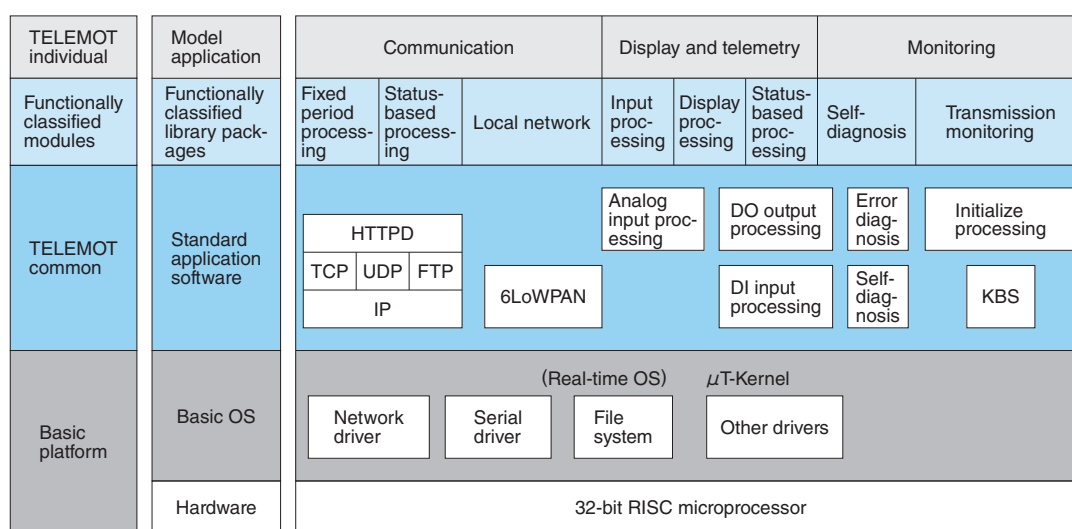 TELEMOT
individual
Model
application
Communication
Display and telemetry
Monitoring
Functionally
classified
modules
Functionally
classified
library pack-
ages
Fixed
period
process-
ing
Status-
based
process-
ing
Local network
Input
proc-
essing
Display
proc-
essing
Status-
based
proc-
essing
Self-
diagnosis
Transmission
monitoring
TELEMOT
common
Standard
application
software
HTTPD
TCP UDP FTP
IP
6LoWPAN
Analog
input proc-
essing
DO output
processing
DI input
processing
Error
diag-
nosis
Self-
diag-
nosis
Initialize
processing
KBS
Basic
platform
Basic OS
(Real-time OS) μT-Kernel
Network
driver
Serial
driver
File
system
Other drivers
Hardware
32-bit RISC microprocessor